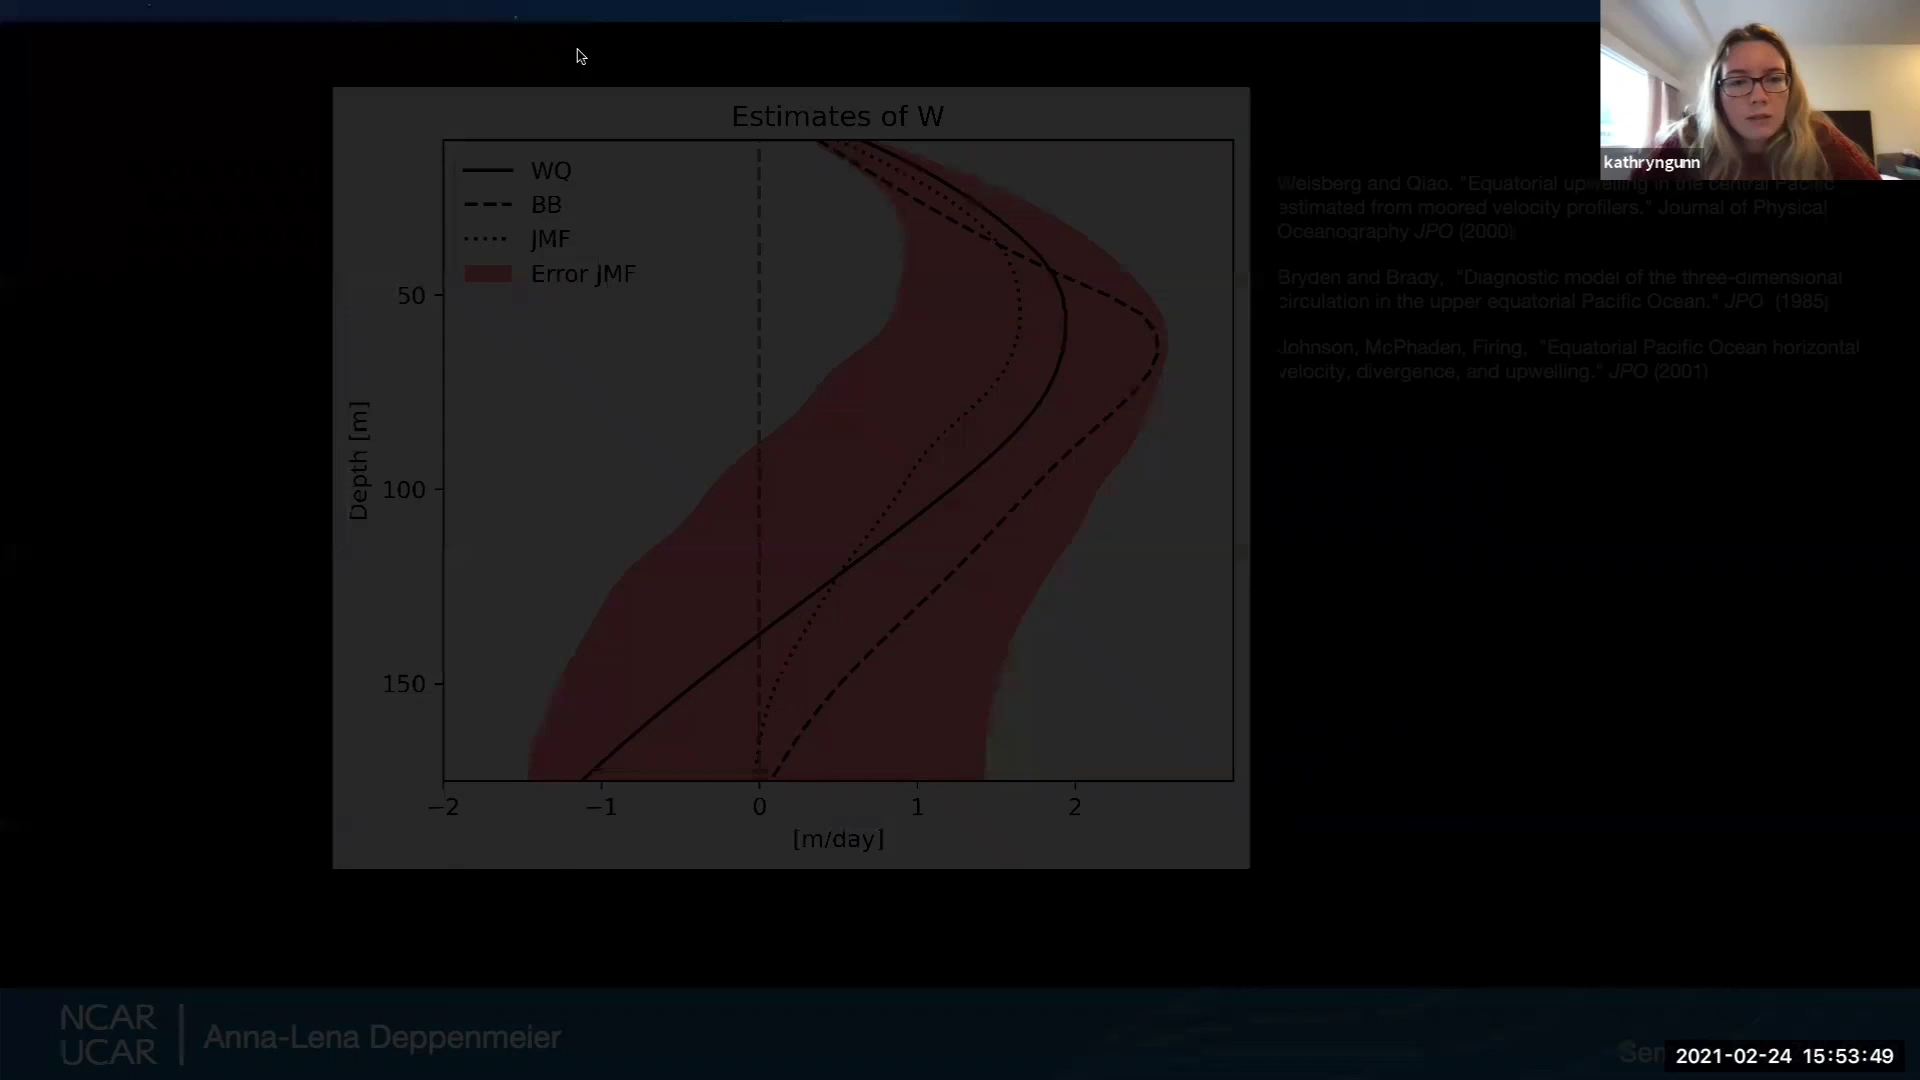 Estimates of W
WQ
BB
JMF
Error JMF
50
100
150
Depth [m]
−2
−1
0
1
2
[m/day]
kathryngunn
Weisberg and Qiao. "Equatorial upwelling in the central Pacific
estimated from moored velocity profilers." Journal of Physical
Oceanography JPO (2000)
Bryden and Brady, "Diagnostic model of the three-dimensional
circulation in the upper equatorial Pacific Ocean." JPO (1985)
Johnson, McPhaden, Firing, "Equatorial Pacific Ocean horizontal
velocity, divergence, and upwelling." JPO (2001)
NCAR
UCAR
Anna-Lena Deppenmeier
2021-02-24 15:53:49